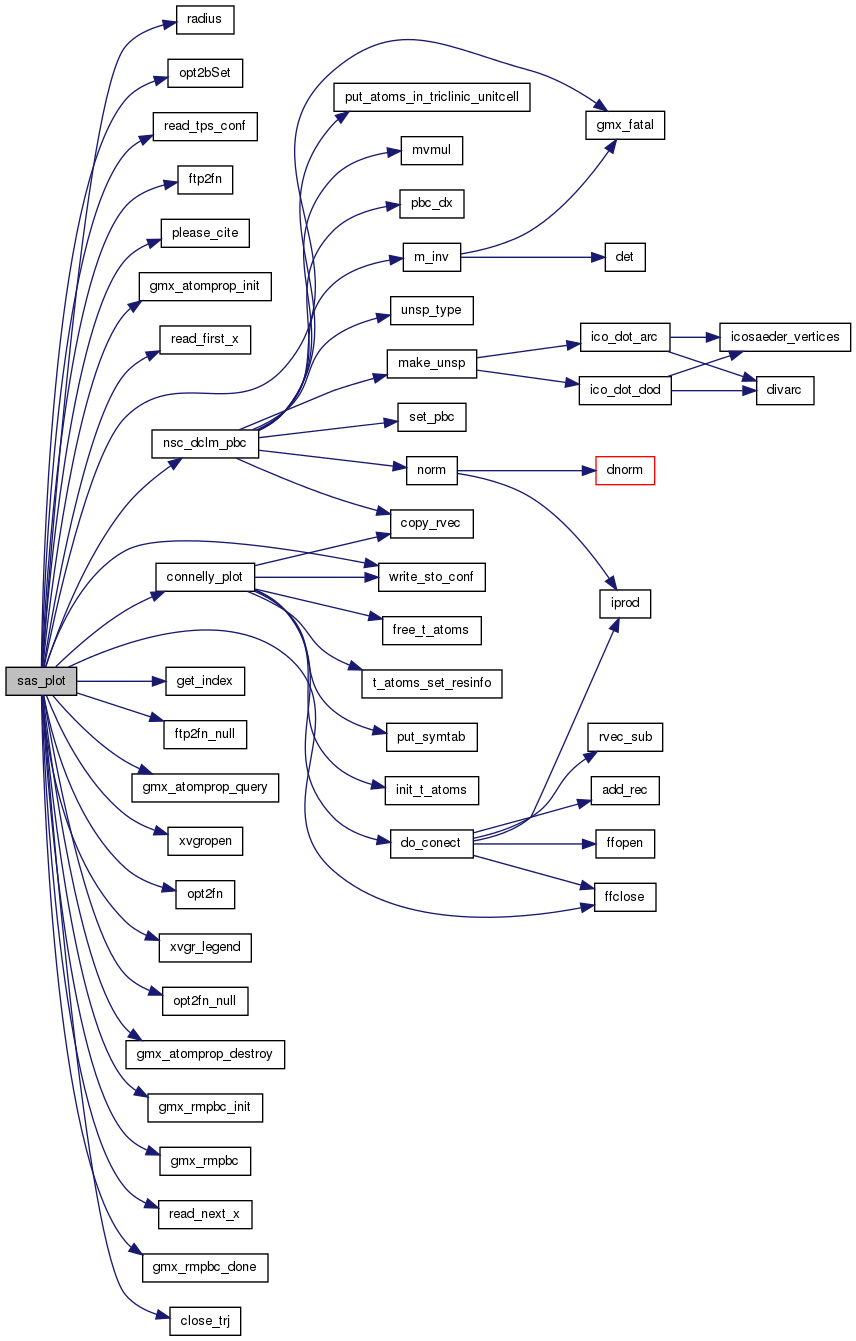 radius
opt2bSet
read_tps_conf
ftp2fn
please_cite
gmx_atomprop_init
read_first_x
nsc_dclm_pbc
connelly_plot
sas_plot
get_index
ftp2fn_null
gmx_atomprop_query
xvgropen
opt2fn
xvgr_legend
opt2fn_null
gmx_atomprop_destroy
gmx_rmpbc_init
gmx_rmpbc
read_next_x
gmx_rmpbc_done
close_trj
put_atoms_in_triclinic_unitcell
mvmul
pbc_dx
m_inv
unsp_type
make_unsp
set_pbc
norm
copy_rvec
write_sto_conf
free_t_atoms
t_atoms_set_resinfo
put_symtab
init_t_atoms
do_conect
gmx_fatal
det
ico_dot_arc
ico_dot_dod
dnorm
iprod
rvec_sub
add_rec
ffopen
ffclose
icosaeder_vertices
divarc